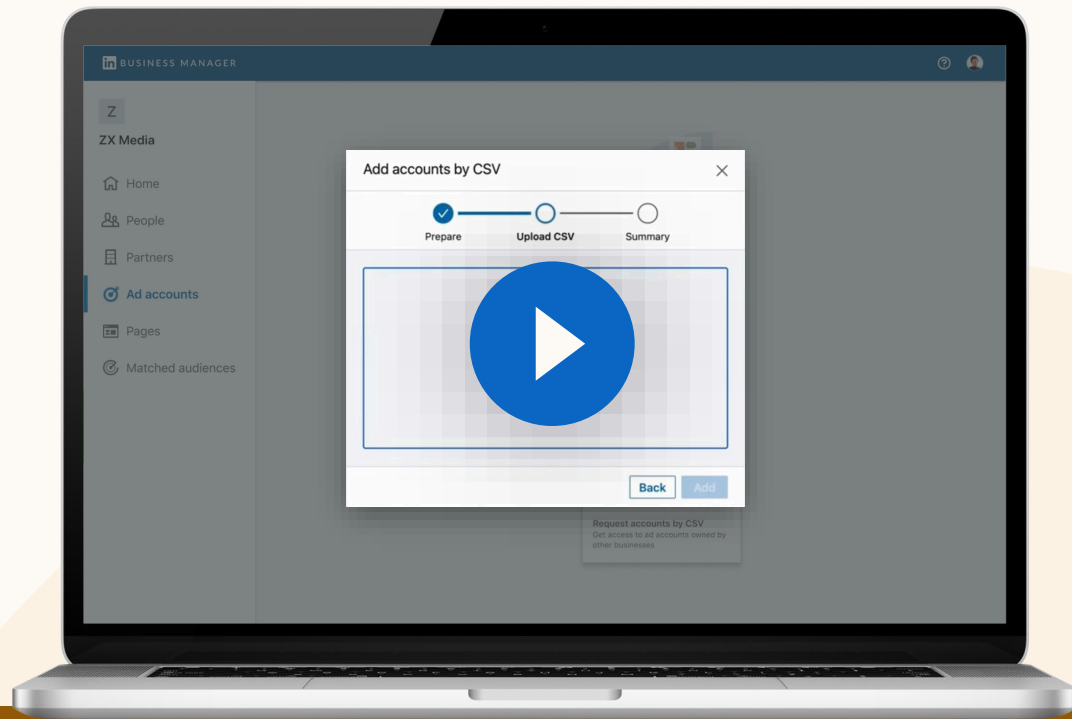 in BUSINESS MANAGER
Z
ZX Media
Home
People
Partners
Ad accounts
Pages
Matched audiences
Add accounts by CSV
Prepare
Upload CSV
Summary
Back
Add
Request accounts by CSV
Get access to ad accounts owned by
other businesses